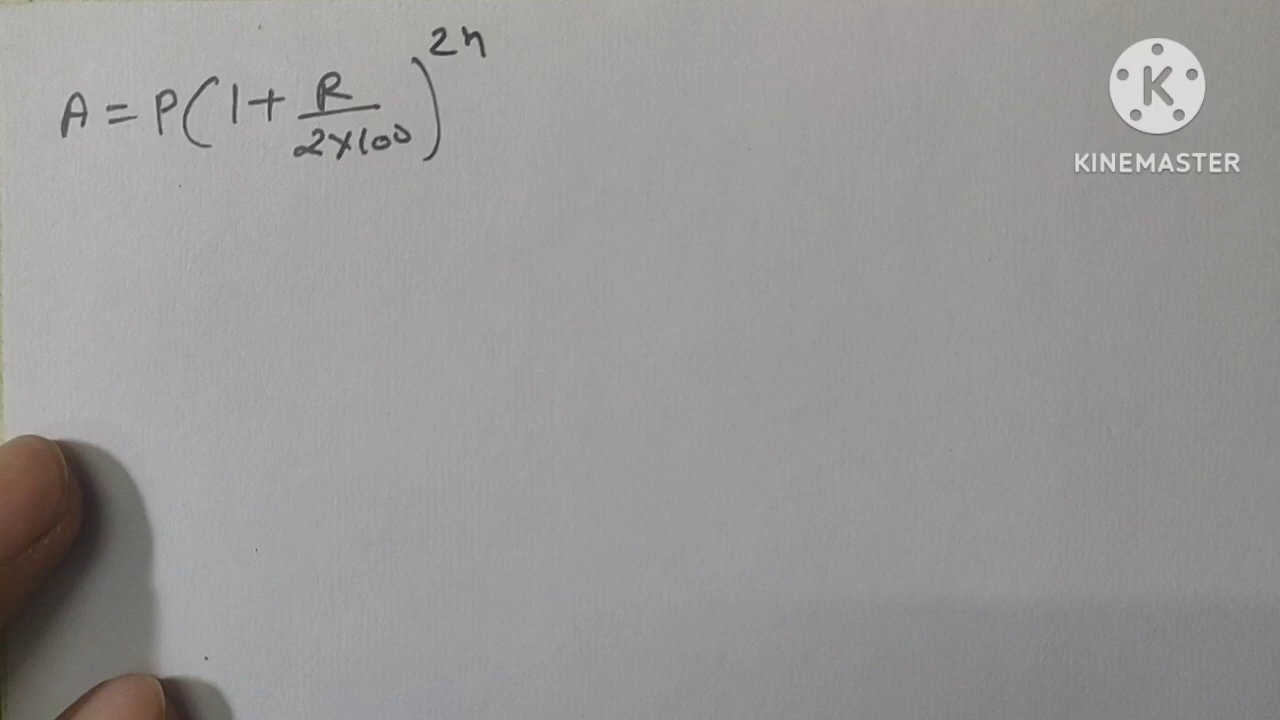 A = P(1 + R/2×100)^2n
KINEMASTER